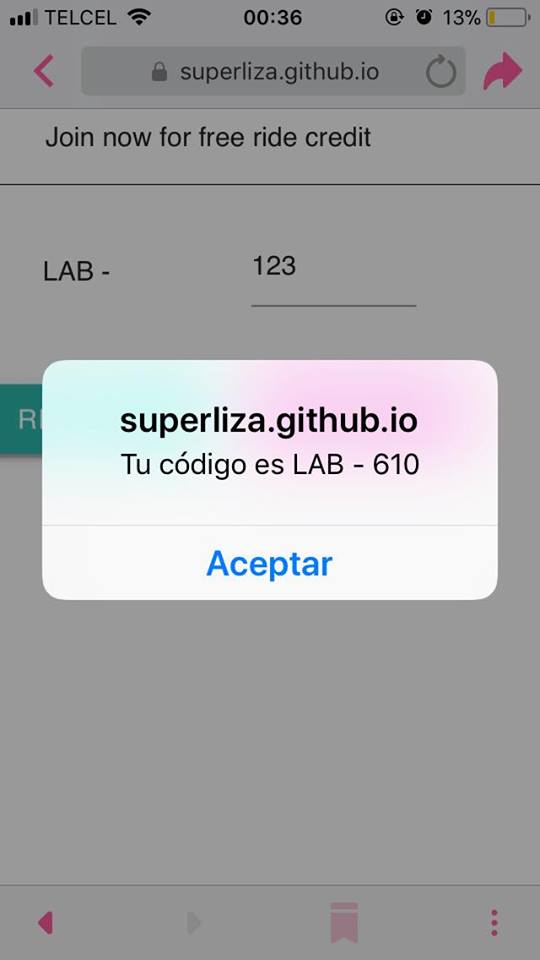 TELCEL 00:36 13%
superliza.github.io
Join now for free ride credit
LAB - 123
superliza.github.io
Tu código es LAB - 610
Aceptar